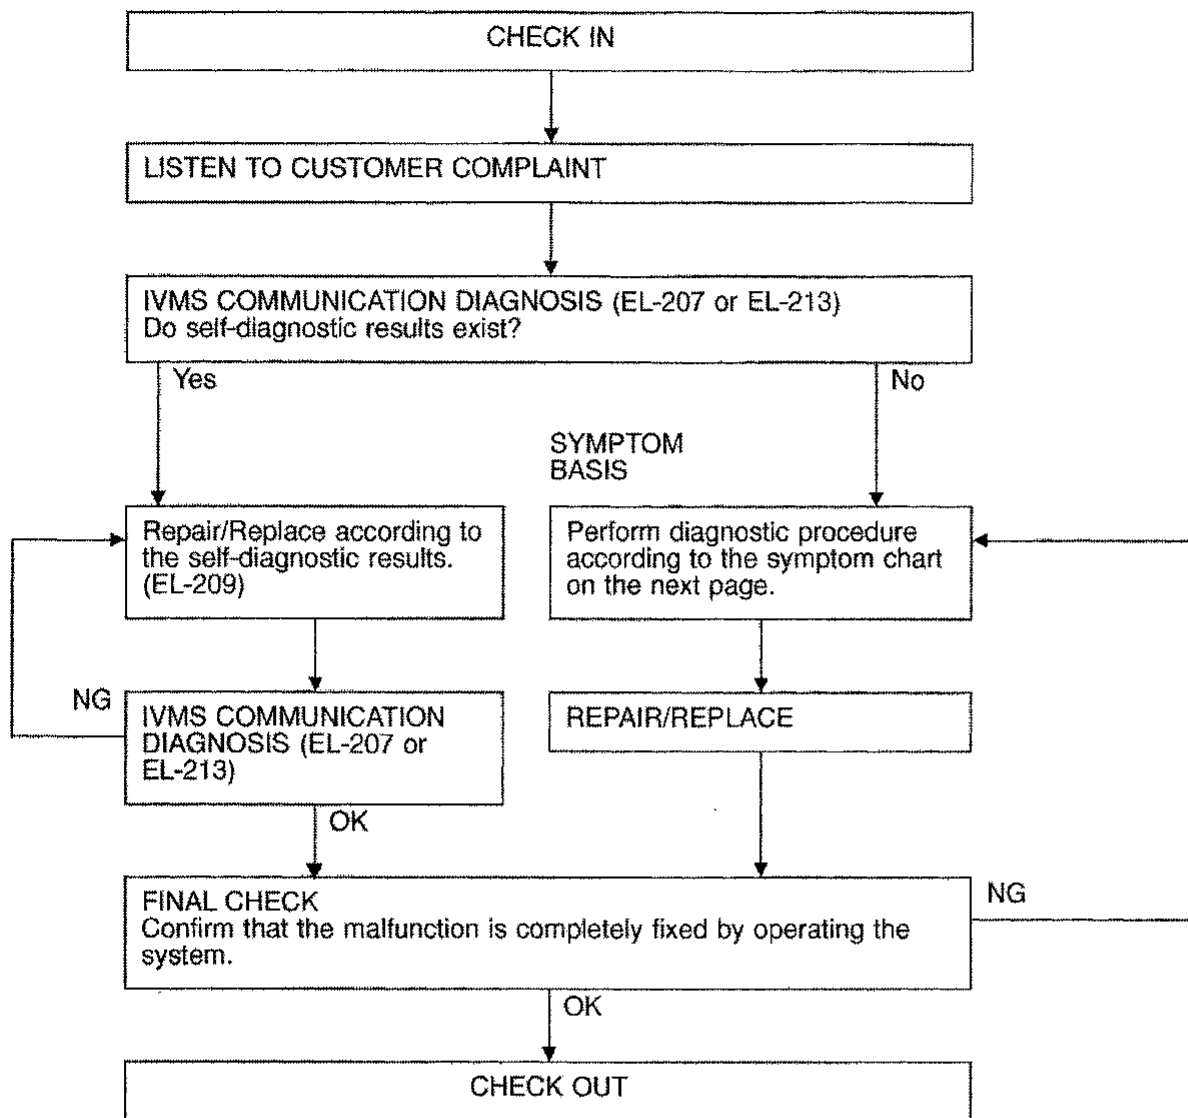 CHECK IN
LISTEN TO CUSTOMER COMPLAINT
IVMS COMMUNICATION DIAGNOSIS (EL-207 or EL-213)
Do self-diagnostic results exist?
Yes
No
SYMPTOM
BASIS
Repair/Replace according to
the self-diagnostic results.
(EL-209)
Perform diagnostic procedure
according to the symptom chart
on the next page.
NG
IVMS COMMUNICATION
DIAGNOSIS (EL-207 or
EL-213)
REPAIR/REPLACE
OK
FINAL CHECK
Confirm that the malfunction is completely fixed by operating the
system.
NG
OK
CHECK OUT